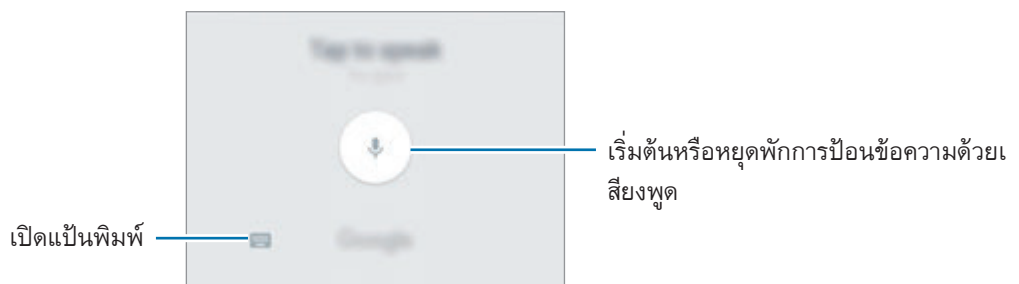 Tap to speak
เริ่มต้นหรือหยุดพักการป้อนข้อความด้วยเ
สียงพูด
เปิดแป้นพิมพ์
Google